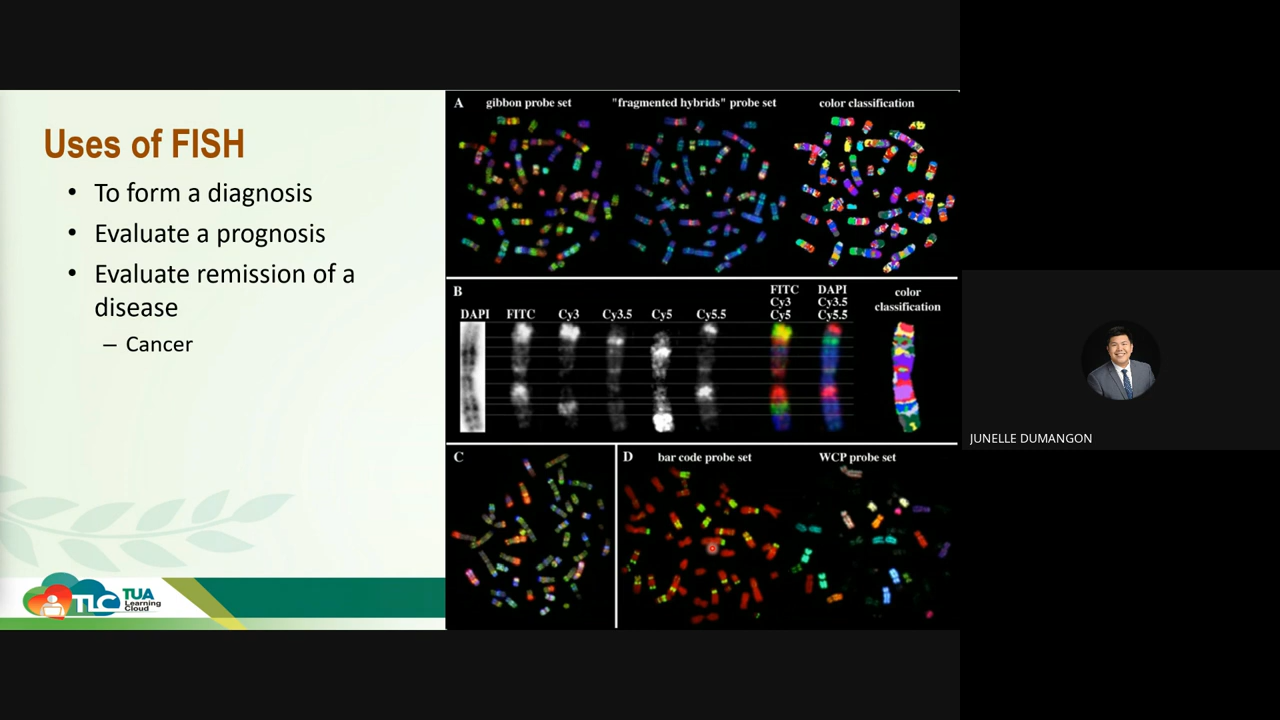 Uses of FISH
• To form a diagnosis
• Evaluate a prognosis
• Evaluate remission of a
disease
– Cancer
TLC TUA
Learning
Cloud
A gibbon probe set "fragmented hybrids" probe set color classification
B
DAPI FITC Cy3 Cy3.5 Cy5 Cy5.5
FITC
Cy3
Cy5
DAPI
Cy3.5
Cy5.5
color
classification
C
D bar code probe set WCP probe set
JUNELLE DUMANGON